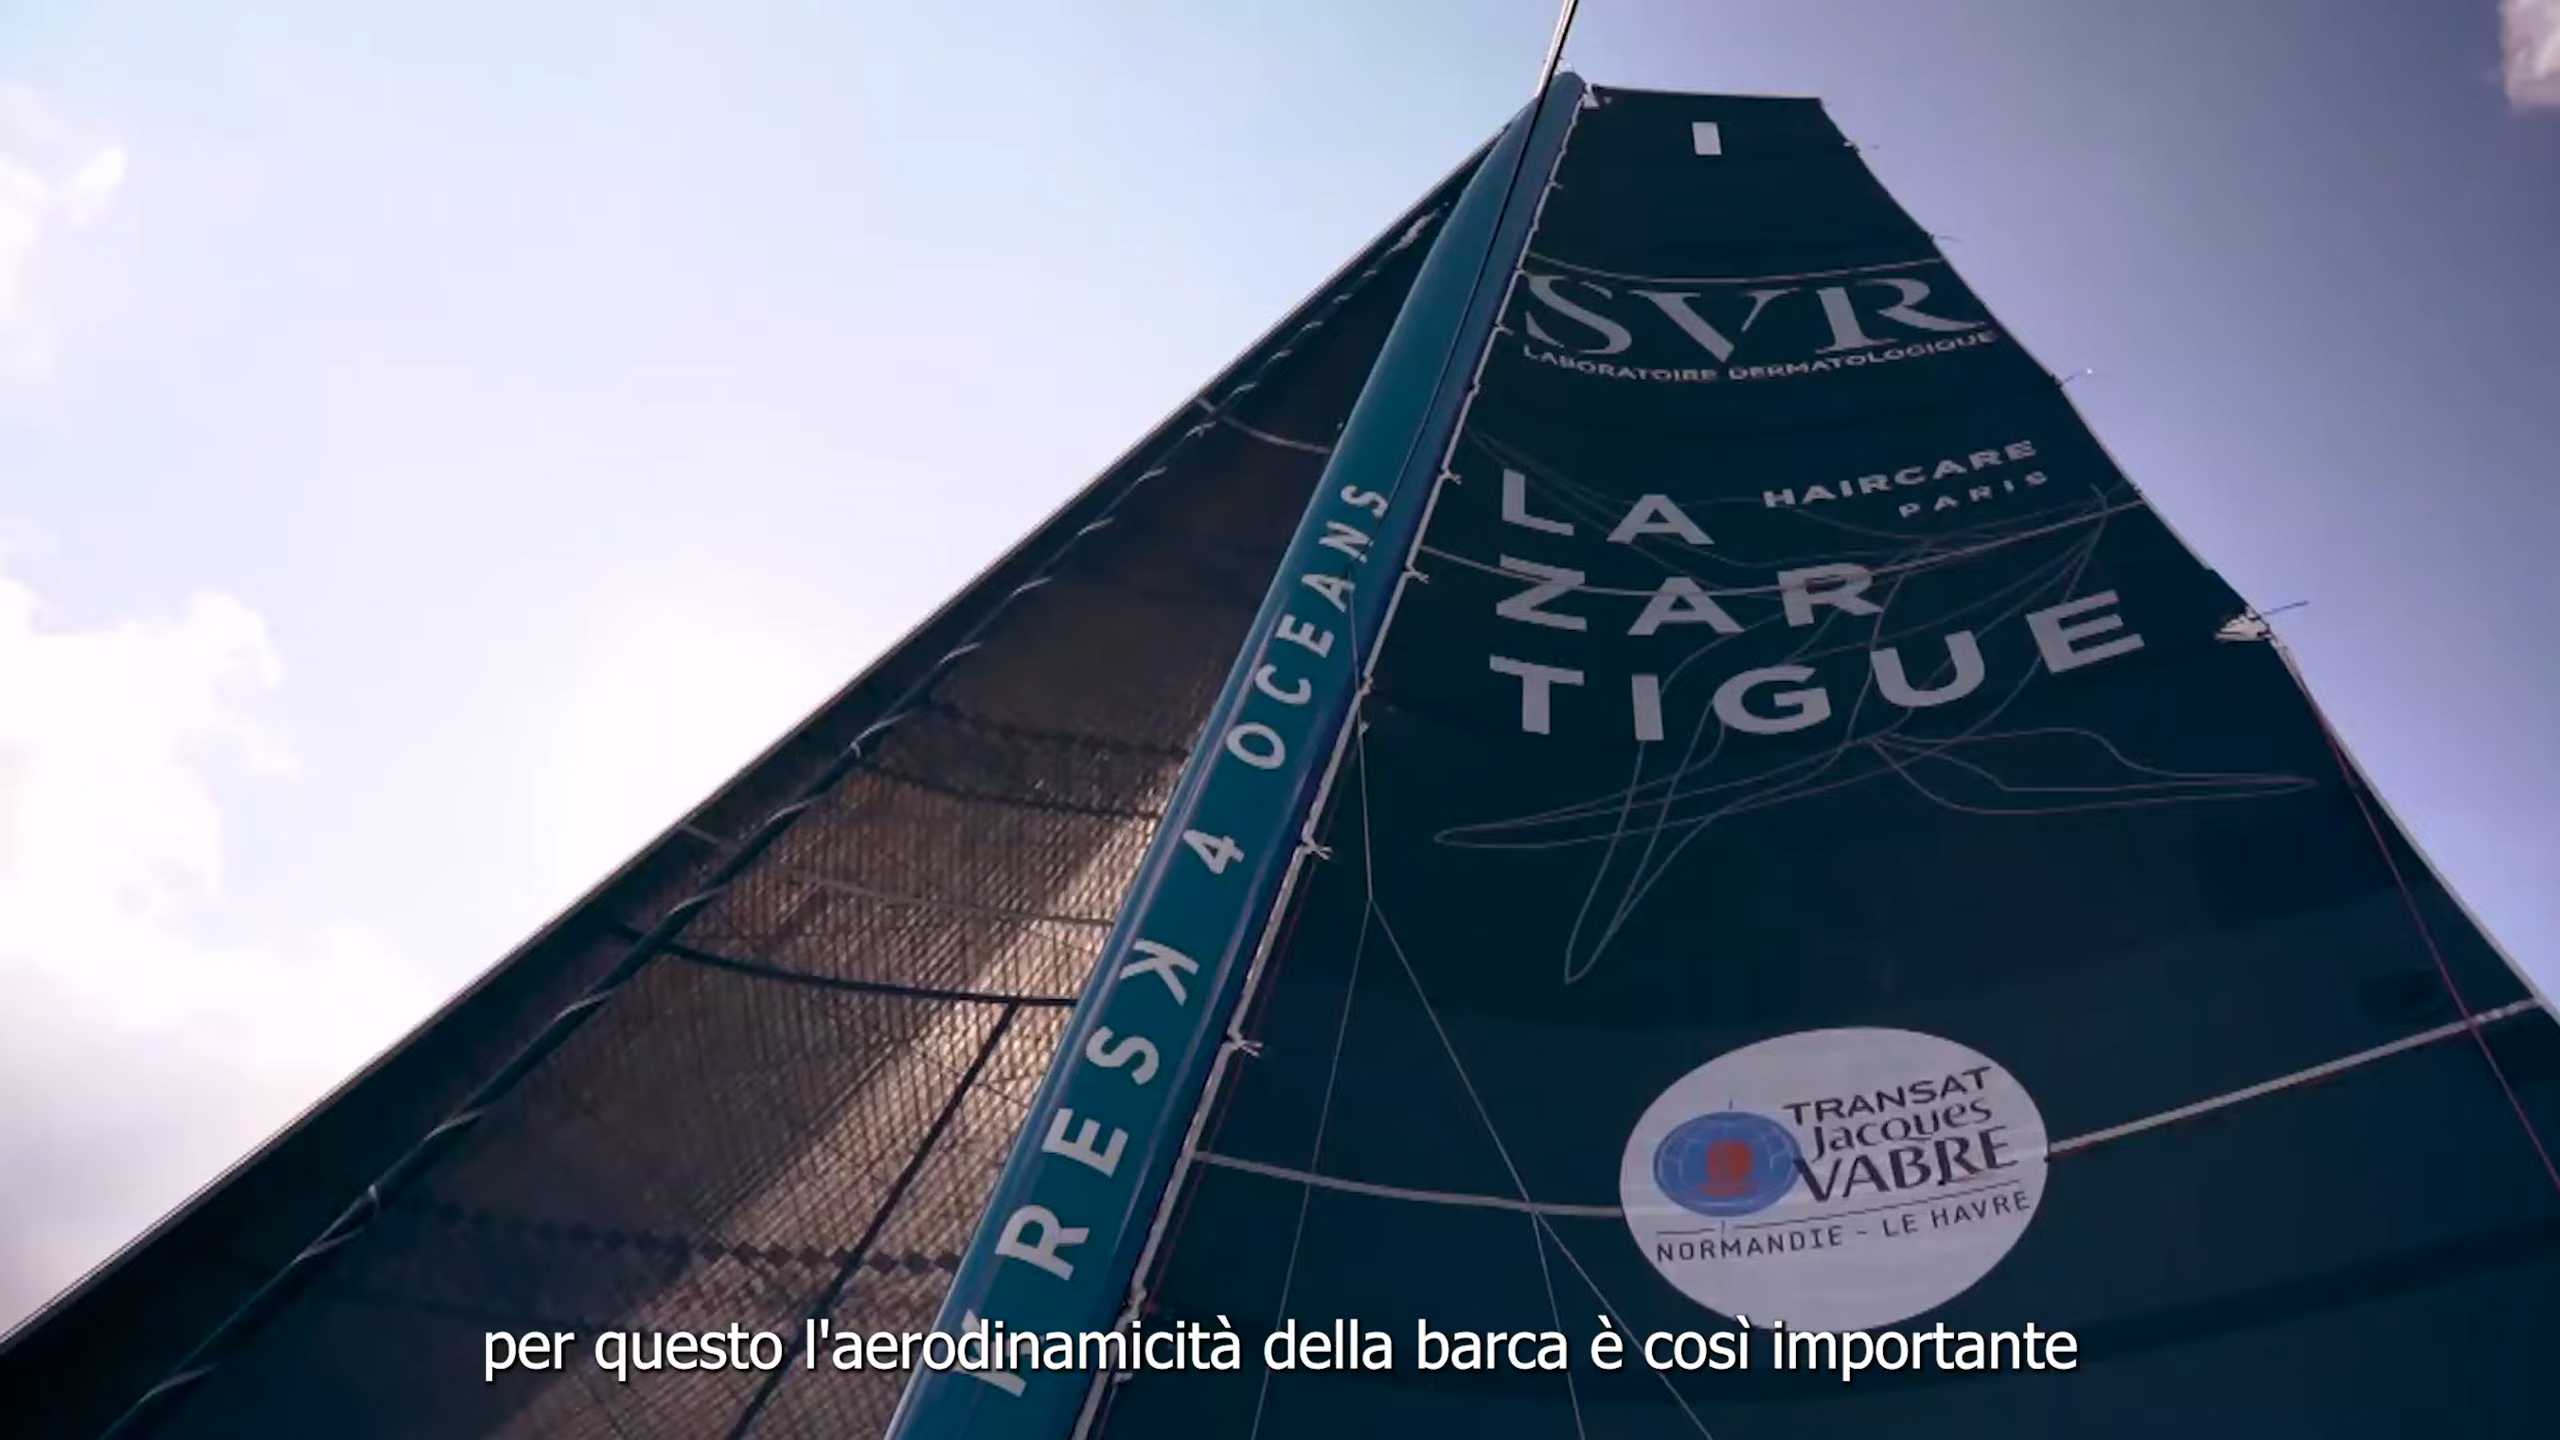 SVR
LABORATOIRE DERMATOLOGIQUE
HAIRCARE
PARIS
LA
ZAR
TIGUE
KRESK 4 OCEANS
TRANSAT
Jacques
VABRE
NORMANDIE - LE HAVRE
per questo l'aerodinamicità della barca è così importante